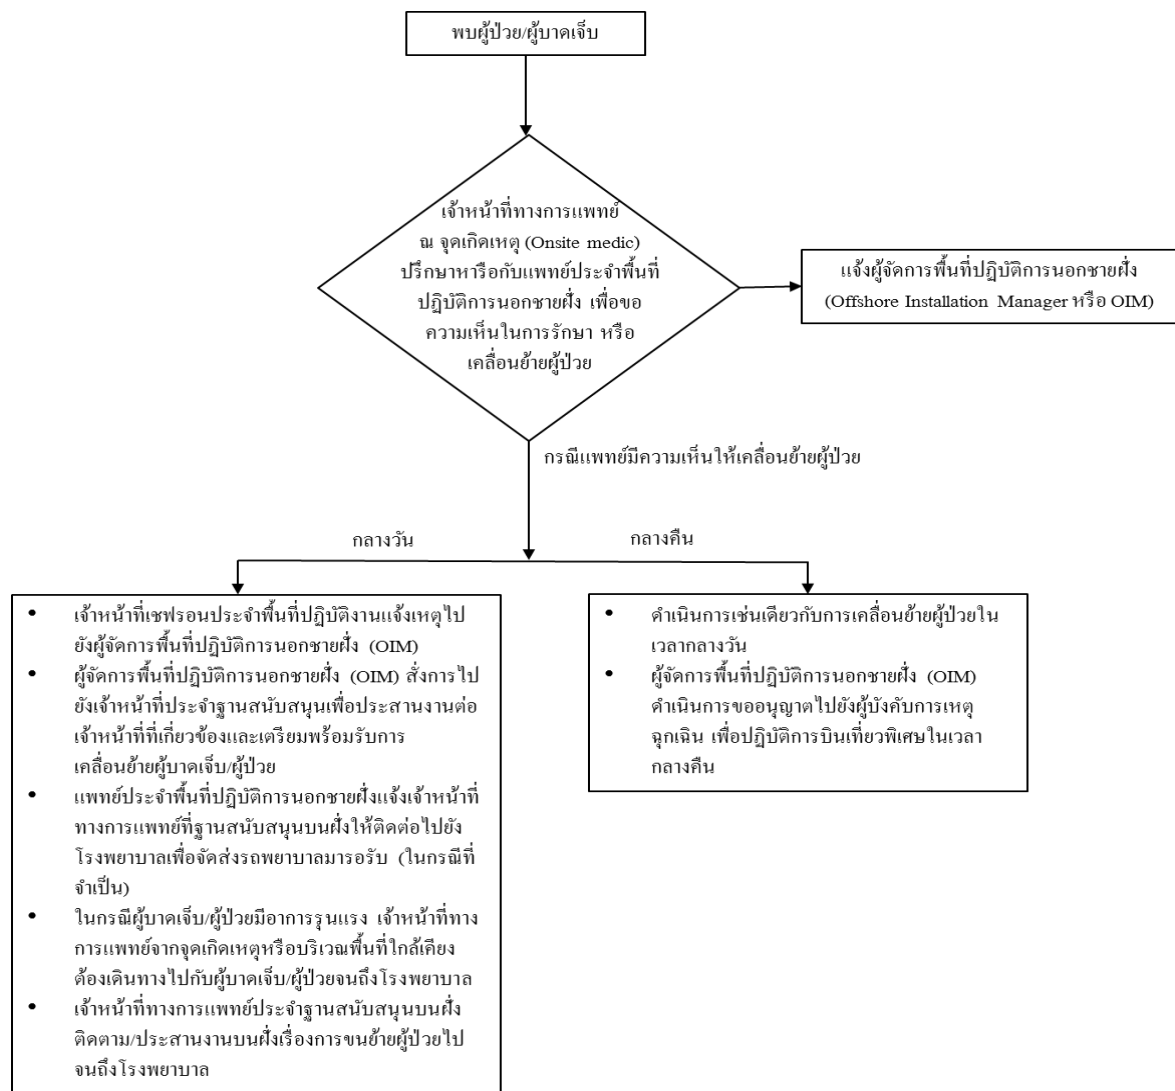 พบผู้ป่วย/ผู้บาดเจ็บ
เจ้าหน้าที่ทางการแพทย์
ณ จุดเกิดเหตุ (Onsite medic)
ปรึกษาหารือกับแพทย์ประจำพื้นที่
ปฏิบัติการนอกชายฝั่ง เพื่อขอ
ความเห็นในการรักษา หรือ
เคลื่อนย้ายผู้ป่วย
แจ้งผู้จัดการพื้นที่ปฏิบัติการนอกชายฝั่ง
(Offshore Installation Manager หรือ OIM)
กรณีแพทย์มีความเห็นให้เคลื่อนย้ายผู้ป่วย
กลางวัน
กลางคืน
• เจ้าหน้าที่เชฟรอนประจำพื้นที่ปฏิบัติงานแจ้งเหตุไป
ยังผู้จัดการพื้นที่ปฏิบัติการนอกชายฝั่ง (OIM)
• ผู้จัดการพื้นที่ปฏิบัติการนอกชายฝั่ง (OIM) สั่งการไป
ยังเจ้าหน้าที่ประจำฐานสนับสนุนเพื่อประสานงานต่อ
เจ้าหน้าที่ที่เกี่ยวข้องและเตรียมพร้อมรับการ
เคลื่อนย้ายผู้บาดเจ็บ/ผู้ป่วย
• แพทย์ประจำพื้นที่ปฏิบัติการนอกชายฝั่งแจ้งเจ้าหน้าที่
ทางการแพทย์ที่ฐานสนับสนุนบนฝั่งให้ติดต่อไปยัง
โรงพยาบาลเพื่อจัดส่งรถพยาบาลมารอรับ (ในกรณีที่
จำเป็น)
• ในกรณีผู้บาดเจ็บ/ผู้ป่วยมีอาการรุนแรง เจ้าหน้าที่ทาง
การแพทย์จากจุดเกิดเหตุหรือบริเวณพื้นที่ใกล้เคียง
ต้องเดินทางไปกับผู้บาดเจ็บ/ผู้ป่วยจนถึงโรงพยาบาล
• เจ้าหน้าที่ทางการแพทย์ประจำฐานสนับสนุนบนฝั่ง
ติดตาม/ประสานงานบนฝั่งเรื่องการขนย้ายผู้ป่วยไป
จนถึงโรงพยาบาล
• ดำเนินการเช่นเดียวกับการเคลื่อนย้ายผู้ป่วยใน
เวลากลางวัน
• ผู้จัดการพื้นที่ปฏิบัติการนอกชายฝั่ง (OIM)
ดำเนินการขออนุญาตไปยังผู้บังคับการเหตุ
ฉุกเฉิน เพื่อปฏิบัติการบินเที่ยวพิเศษในเวลา
กลางคืน